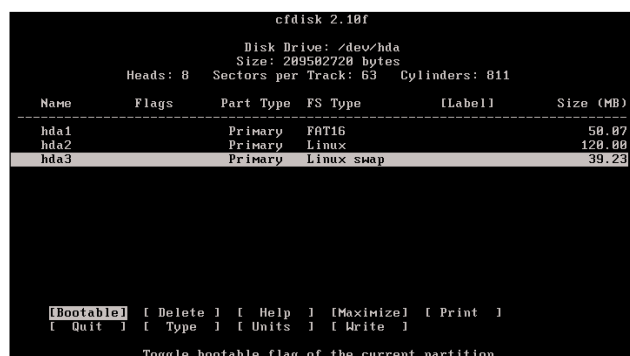 cfdisk 2.10f
Disk Drive: /dev/hda
Size: 209502720 bytes
Heads: 8   Sectors per Track: 63   Cylinders: 811
Name   Flags   Part Type   FS Type   [Label]   Size (MB)
hda1   Primary   FAT16   50.07
hda2   Primary   Linux   120.00
hda3   Primary   Linux swap   39.23
[Bootable]   [ Delete ]   [ Help ]   [Maximize]   [ Print ]
[ Quit ]   [ Type ]   [ Units ]   [ Write ]
Toggle bootable flag of the current partition